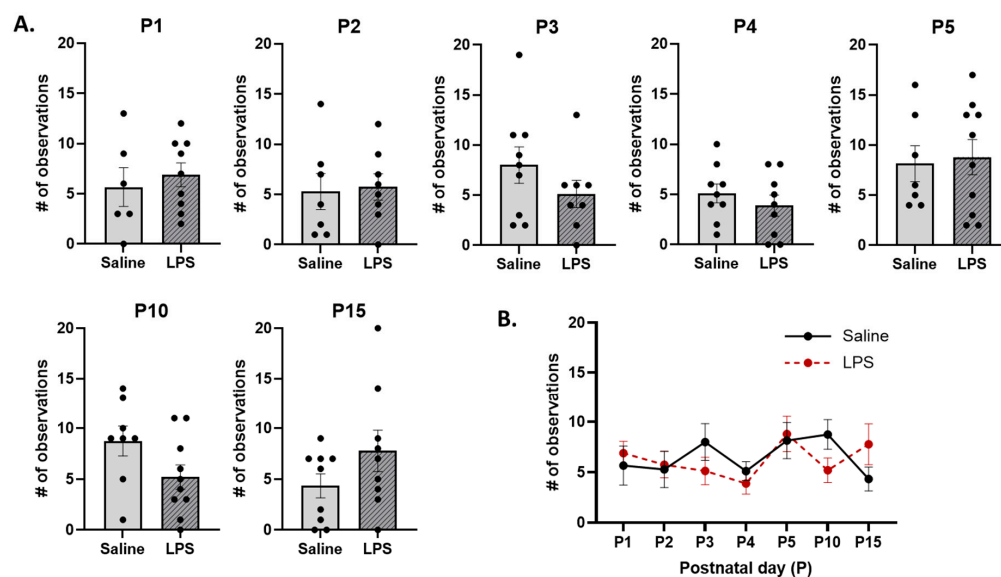 A.
P1
# of observations
20
15
10
5
0
Saline LPS
P2
# of observations
20
15
10
5
0
Saline LPS
P3
# of observations
20
15
10
5
0
Saline LPS
P4
# of observations
20
15
10
5
0
Saline LPS
P5
# of observations
20
15
10
5
0
Saline LPS
P10
# of observations
20
15
10
5
0
Saline LPS
P15
# of observations
20
15
10
5
0
Saline LPS
B.
# of observations
20
15
10
5
0
Saline
LPS
P1 P2 P3 P4 P5 P10 P15
Postnatal day (P)